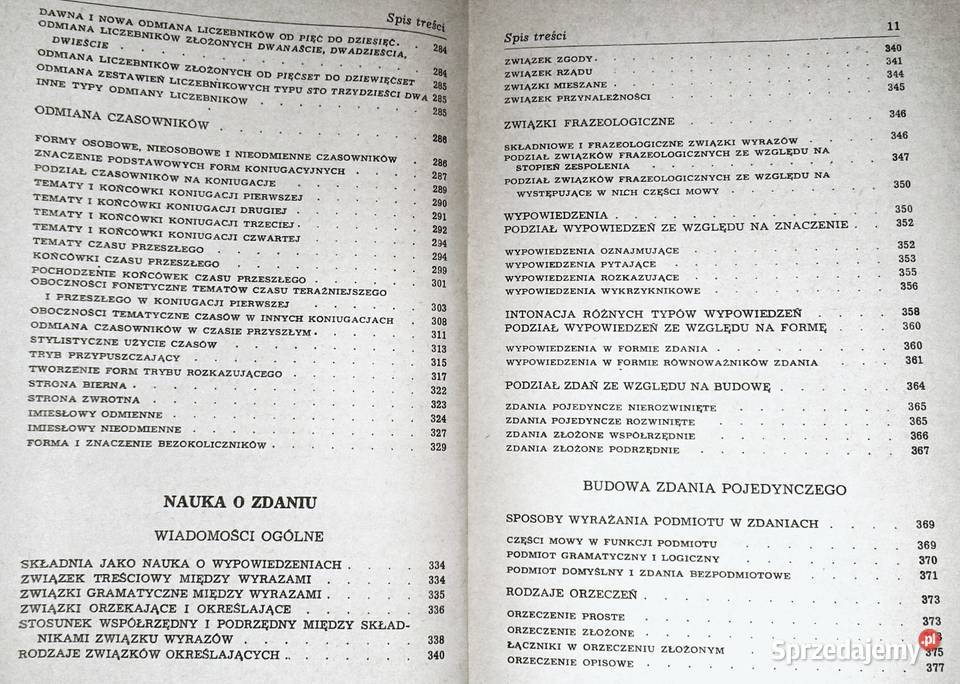 Spis treści
DAWNA I NOWA ODMIANA LICZEBNIKÓW OD PIĘĆ DO DZIESIĘĆ. . 284
ODMIANA LICZEBNIKÓW ZŁOŻONYCH DWANAŚCIE, DWADZIEŚCIA,
DWIEŚCIE . . . . . . . . . . 284
ODMIANA LICZEBNIKÓW ZŁOŻONYCH OD PIĘĆSET DO DZIEWIĘĆSET 285
ODMIANA ZESTAWIEŃ LICZEBNIKOWYCH TYPU STO TRZYDZIEŚCI DWA 285
INNE TYPY ODMIANY LICZEBNIKÓW . . . . . . 285
ODMIANA CZASOWNIKÓW . . . . . . . 286
FORMY OSOBOWE, NIEOSOBOWE I NIEODMIENNE CZASOWNIKÓW . 286
ZNACZENIE PODSTAWOWYCH FORM KONIUGACYJNYCH . . . 287
PODZIAŁ CZASOWNIKÓW NA KONIUGACJE . . . . . 289
TEMATY I KOŃCÓWKI KONIUGACJI PIERWSZEJ . . . . 290
TEMATY I KOŃCÓWKI KONIUGACJI DRUGIEJ . . . . 291
TEMATY I KOŃCÓWKI KONIUGACJI TRZECIEJ . . . . 292
TEMATY I KOŃCÓWKI KONIUGACJI CZWARTEJ . . . . 294
TEMATY CZASU PRZESZŁEGO . . . . . . 294
KOŃCÓWKI CZASU PRZESZŁEGO . . . . . . 299
POCHODZENIE KOŃCÓWEK CZASU PRZESZŁEGO . . . . 301
OBOCZNOŚCI FONETYCZNE TEMATÓW CZASU TERAŹNIEJSZEGO
I PRZESZŁEGO W KONIUGACJI PIERWSZEJ . . . . 303
OBOCZNOŚCI TEMATYCZNE CZASÓW W INNYCH KONIUGACJACH . 308
ODMIANA CZASOWNIKÓW W CZASIE PRZYSZŁYM . . . . 311
STYLISTYCZNE UŻYCIE CZASÓW . . . . . . 313
TRYB PRZYPUSZCZAJĄCY . . . . . . . 315
TWORZENIE FORM TRYBU ROZKAZUJĄCEGO . . . . . 317
STRONA BIERNA . . . . . . . . . 322
STRONA ZWROTNA . . . . . . . . . 323
IMIESŁOWY ODMIENNE . . . . . . . . 324
IMIESŁOWY NIEODMIENNE . . . . . . . 327
FORMA I ZNACZENIE BEZOKOLICZNIKÓW . . . . . 329
NAUKA O ZDANIU
WIADOMOŚCI OGÓLNE
SKŁADNIA JAKO NAUKA O WYPOWIEDZENIACH . . . . 334
ZWIĄZEK TREŚCIOWY MIĘDZY WYRAZAMI . . . . 334
ZWIĄZKI GRAMATYCZNE MIĘDZY WYRAZAMI . . . . 335
ZWIĄZKI ORZEKAJĄCE I OKREŚLAJĄCE . . . . . 336
STOSUNEK WSPÓŁRZĘDNY I PODRZĘDNY MIĘDZY SKŁAD-
NIKAMI ZWIĄZKU WYRAZÓW . . . . . . 338
RODZAJE ZWIĄZKÓW OKREŚLAJĄCYCH . . . . . 340
Spis treści 11
ZWIĄZEK ZGODY . . . . . . . . . 340
ZWIĄZEK RZĄDU . . . . . . . . . 341
ZWIĄZKI MIESZANE . . . . . . . . 344
ZWIĄZEK PRZYNALEŻNOŚCI . . . . . . . 345
ZWIĄZKI FRAZEOLOGICZNE . . . . . . . 346
SKŁADNIOWE I FRAZEOLOGICZNE ZWIĄZKI WYRAZÓW . . . 346
PODZIAŁ ZWIĄZKÓW FRAZEOLOGICZNYCH ZE WZGLĘDU NA
STOPIEŃ ZESPOLENIA . . . . . . . 347
PODZIAŁ ZWIĄZKÓW FRAZEOLOGICZNYCH ZE WZGLĘDU NA
WYSTĘPUJĄCE W NICH CZĘŚCI MOWY . . . . . 350
WYPOWIEDZENIA . . . . . . . . . 350
PODZIAŁ WYPOWIEDZEŃ ZE WZGLĘDU NA ZNACZENIE . . 352
WYPOWIEDZENIA OZNAJMUJĄCE . . . . . . 352
WYPOWIEDZENIA PYTAJĄCE . . . . . . . 353
WYPOWIEDZENIA ROZKAZUJĄCE . . . . . . 355
WYPOWIEDZENIA WYKRZYKNIKOWE . . . . . . 356
INTONACJA RÓŻNYCH TYPÓW WYPOWIEDZEŃ . . . . 358
PODZIAŁ WYPOWIEDZEŃ ZE WZGLĘDU NA FORMĘ . . . 360
WYPOWIEDZENIA W FORMIE ZDANIA . . . . . 360
WYPOWIEDZENIA W FORMIE RÓWNOWAŻNIKÓW ZDANIA . . 361
PODZIAŁ ZDAŃ ZE WZGLĘDU NA BUDOWĘ . . . . 364
ZDANIA POJEDYNCZE NIEROZWINIĘTE . . . . . 365
ZDANIA POJEDYNCZE ROZWINIĘTE . . . . . . 365
ZDANIA ZŁOŻONE WSPÓŁRZĘDNIE . . . . . . 366
ZDANIA ZŁOŻONE PODRZĘDNIE . . . . . . 367
BUDOWA ZDANIA POJEDYNCZEGO
SPOSOBY WYRAŻANIA PODMIOTU W ZDANIACH . . . . 369
CZĘŚCI MOWY W FUNKCJI PODMIOTU . . . . . 369
PODMIOT GRAMATYCZNY I LOGICZNY . . . . . 370
PODMIOT DOMYŚLNY I ZDANIA BEZPODMIOTOWE . . . 371
RODZAJE ORZECZEŃ . . . . . . . . 373
ORZECZENIE PROSTE . . . . . . . . 373
ORZECZENIE ZŁOŻONE . . . . . . . .
ŁĄCZNIKI W ORZECZENIU ZŁOŻONYM . . . . . 375
ORZECZENIE OPISOWE . . . . . . . . 377
Sprzedajemy.pl